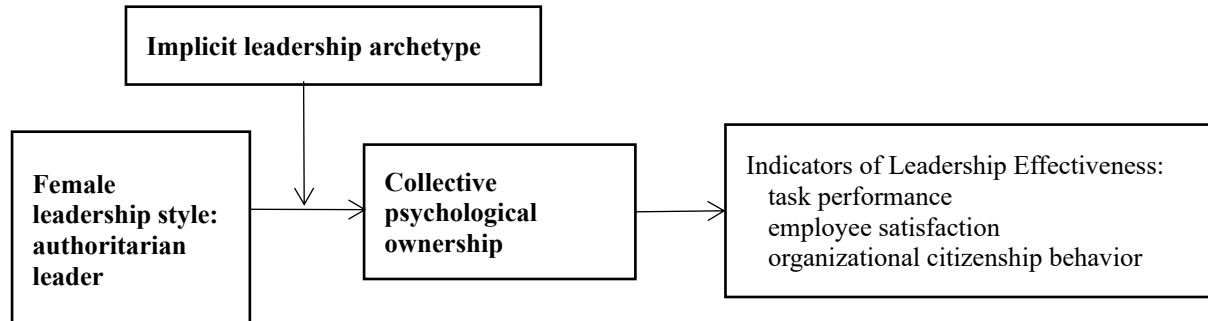 Implicit leadership archetype
Female
leadership style:
authoritarian
leader
Collective
psychological
ownership
Indicators of Leadership Effectiveness:
task performance
employee satisfaction
organizational citizenship behavior